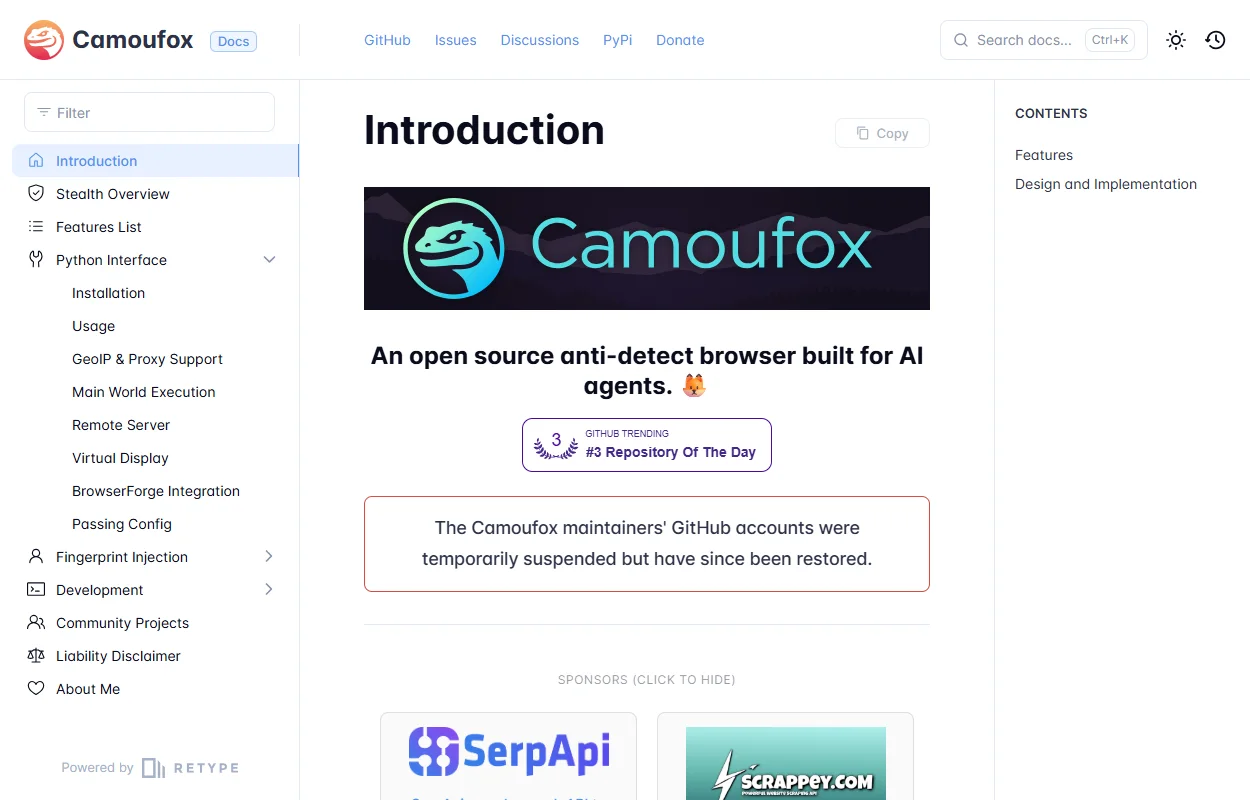 Camoufox
Docs
GitHub
Issues
Discussions
PyPi
Donate
Search docs...
Ctrl+K
Filter
Introduction
Stealth Overview
Features List
Python Interface
Installation
Usage
GeoIP & Proxy Support
Main World Execution
Remote Server
Virtual Display
BrowserForge Integration
Passing Config
Fingerprint Injection
Development
Community Projects
Liability Disclaimer
About Me
Powered by RETYPE
Introduction
Copy
Camoufox
An open source anti-detect browser built for AI
agents.
3
GITHUB TRENDING
#3 Repository Of The Day
The Camoufox maintainers' GitHub accounts were
temporarily suspended but have since been restored.
SPONSORS (CLICK TO HIDE)
SerpApi
SCRAPPEY.COM
POWERFUL WEBSITE SCRAPING API
CONTENTS
Features
Design and Implementation